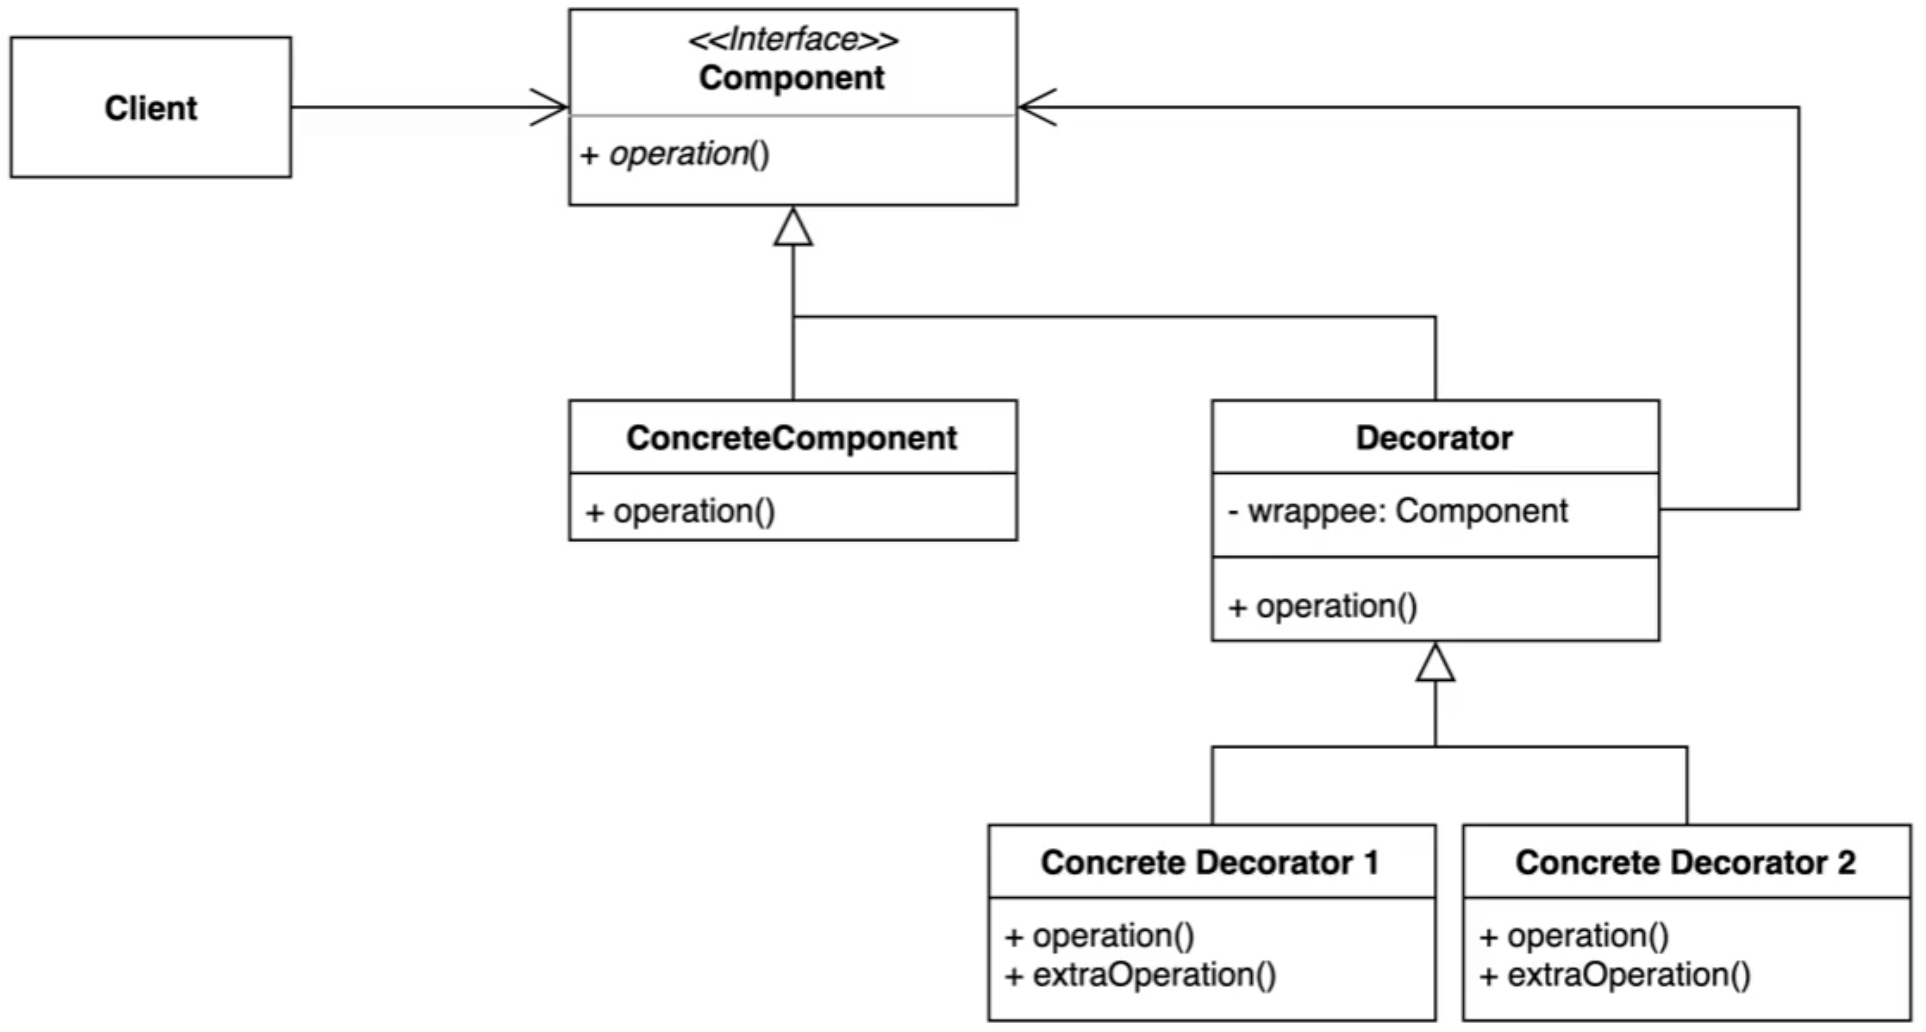 Client
<<Interface>>
Component
+ operation()
ConcreteComponent
+ operation()
Decorator
- wrappee: Component
+ operation()
Concrete Decorator 1
+ operation()
+ extraOperation()
Concrete Decorator 2
+ operation()
+ extraOperation()